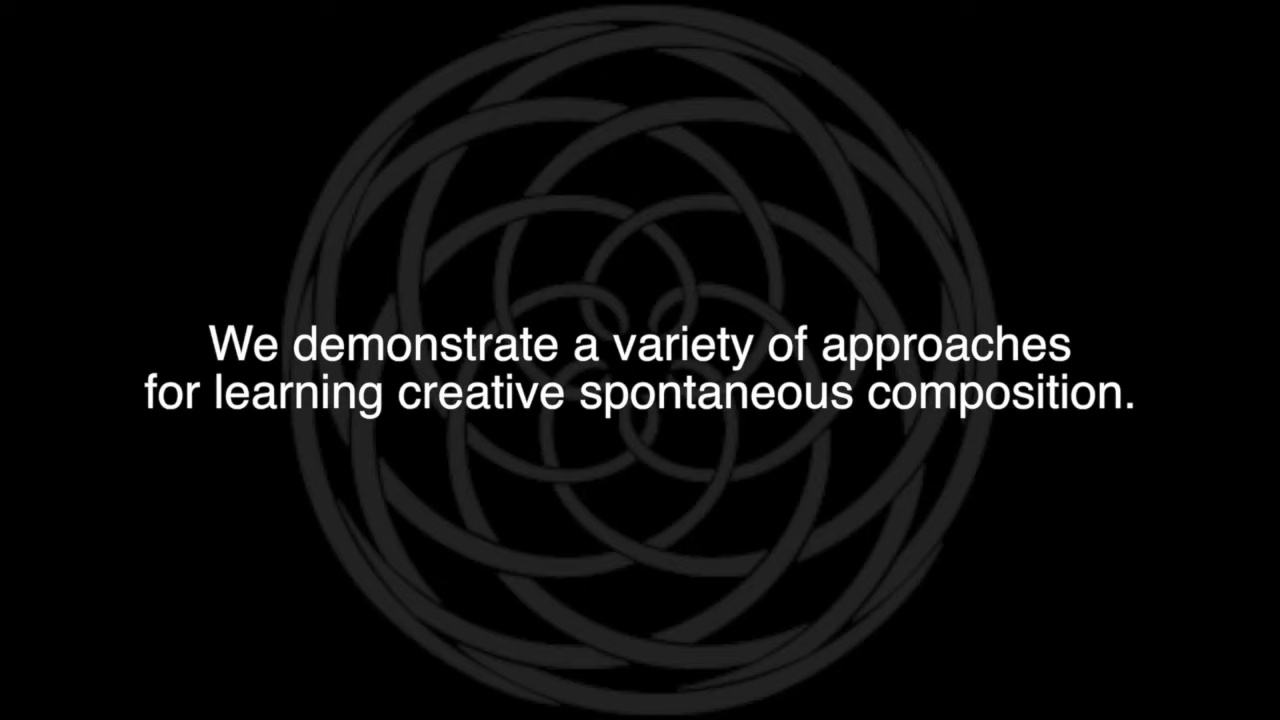 We demonstrate a variety of approaches
for learning creative spontaneous composition.